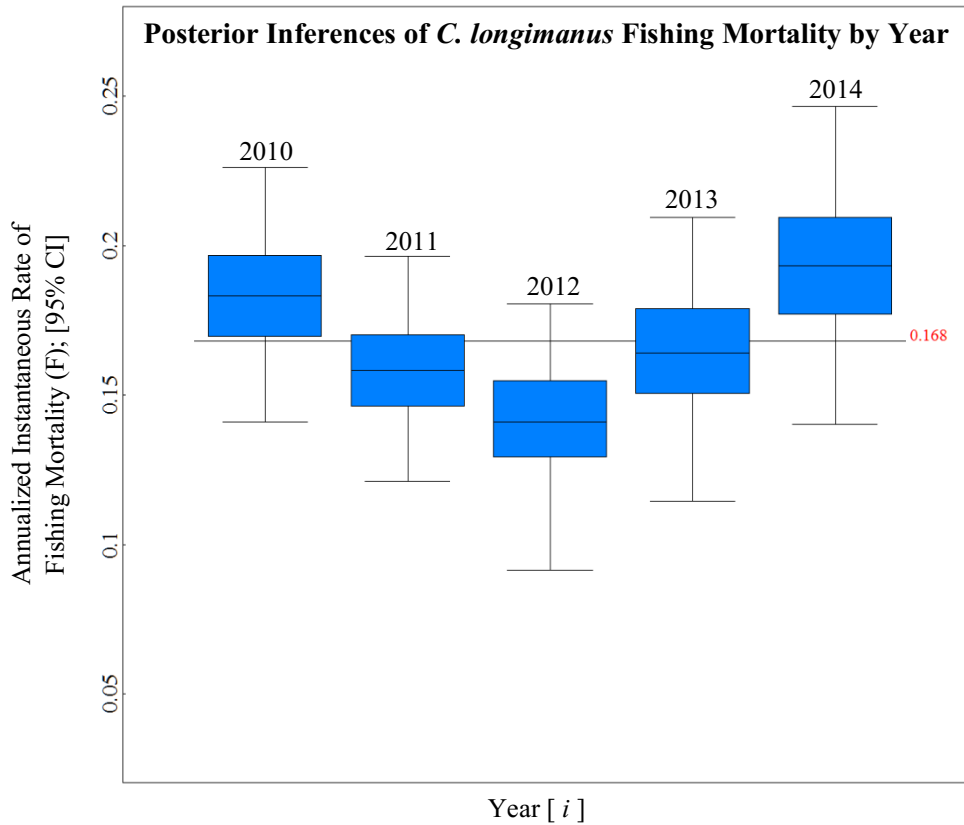 Posterior Inferences of C. longimanus Fishing Mortality by Year
0.25
0.2
0.15
0.1
0.05
Annualized Instantaneous Rate of
Fishing Mortality (F); [95% CI]
2010
2011
2012
2013
2014
0.168
Year [ i ]